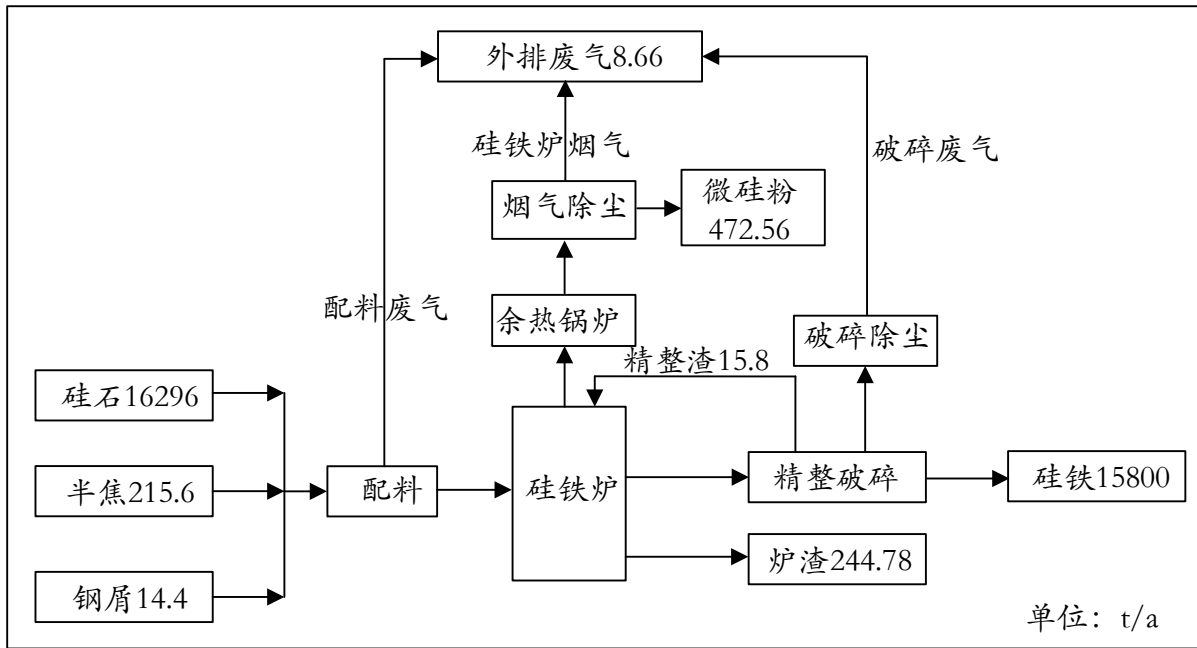 外排废气8.66
硅铁炉烟气
破碎废气
烟气除尘
微硅粉
472.56
配料废气
余热锅炉
破碎除尘
精整渣15.8
硅石16296
半焦215.6
配料
硅铁炉
精整破碎
硅铁15800
炉渣244.78
钢屑14.4
单位：t/a